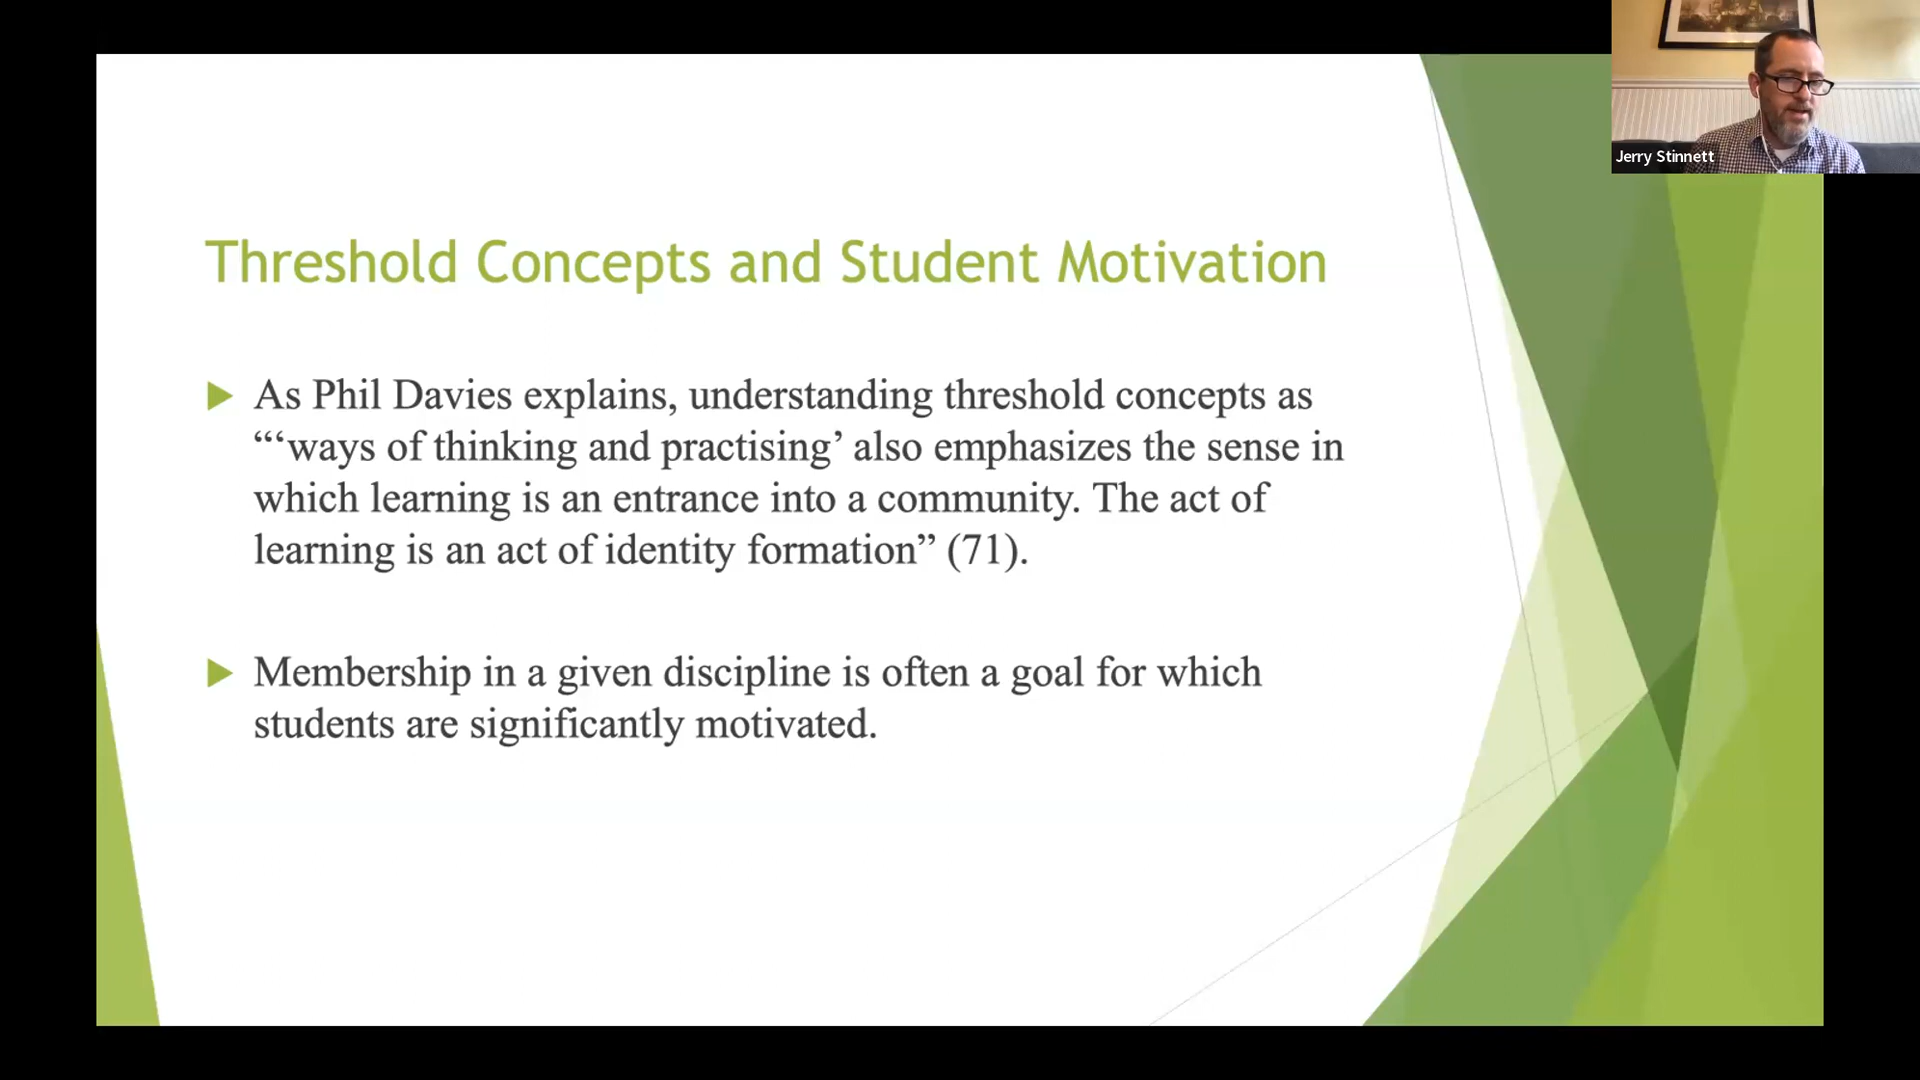 Jerry Stinnett
Threshold Concepts and Student Motivation
As Phil Davies explains, understanding threshold concepts as
“‘ways of thinking and practising’ also emphasizes the sense in
which learning is an entrance into a community. The act of
learning is an act of identity formation” (71).
Membership in a given discipline is often a goal for which
students are significantly motivated.